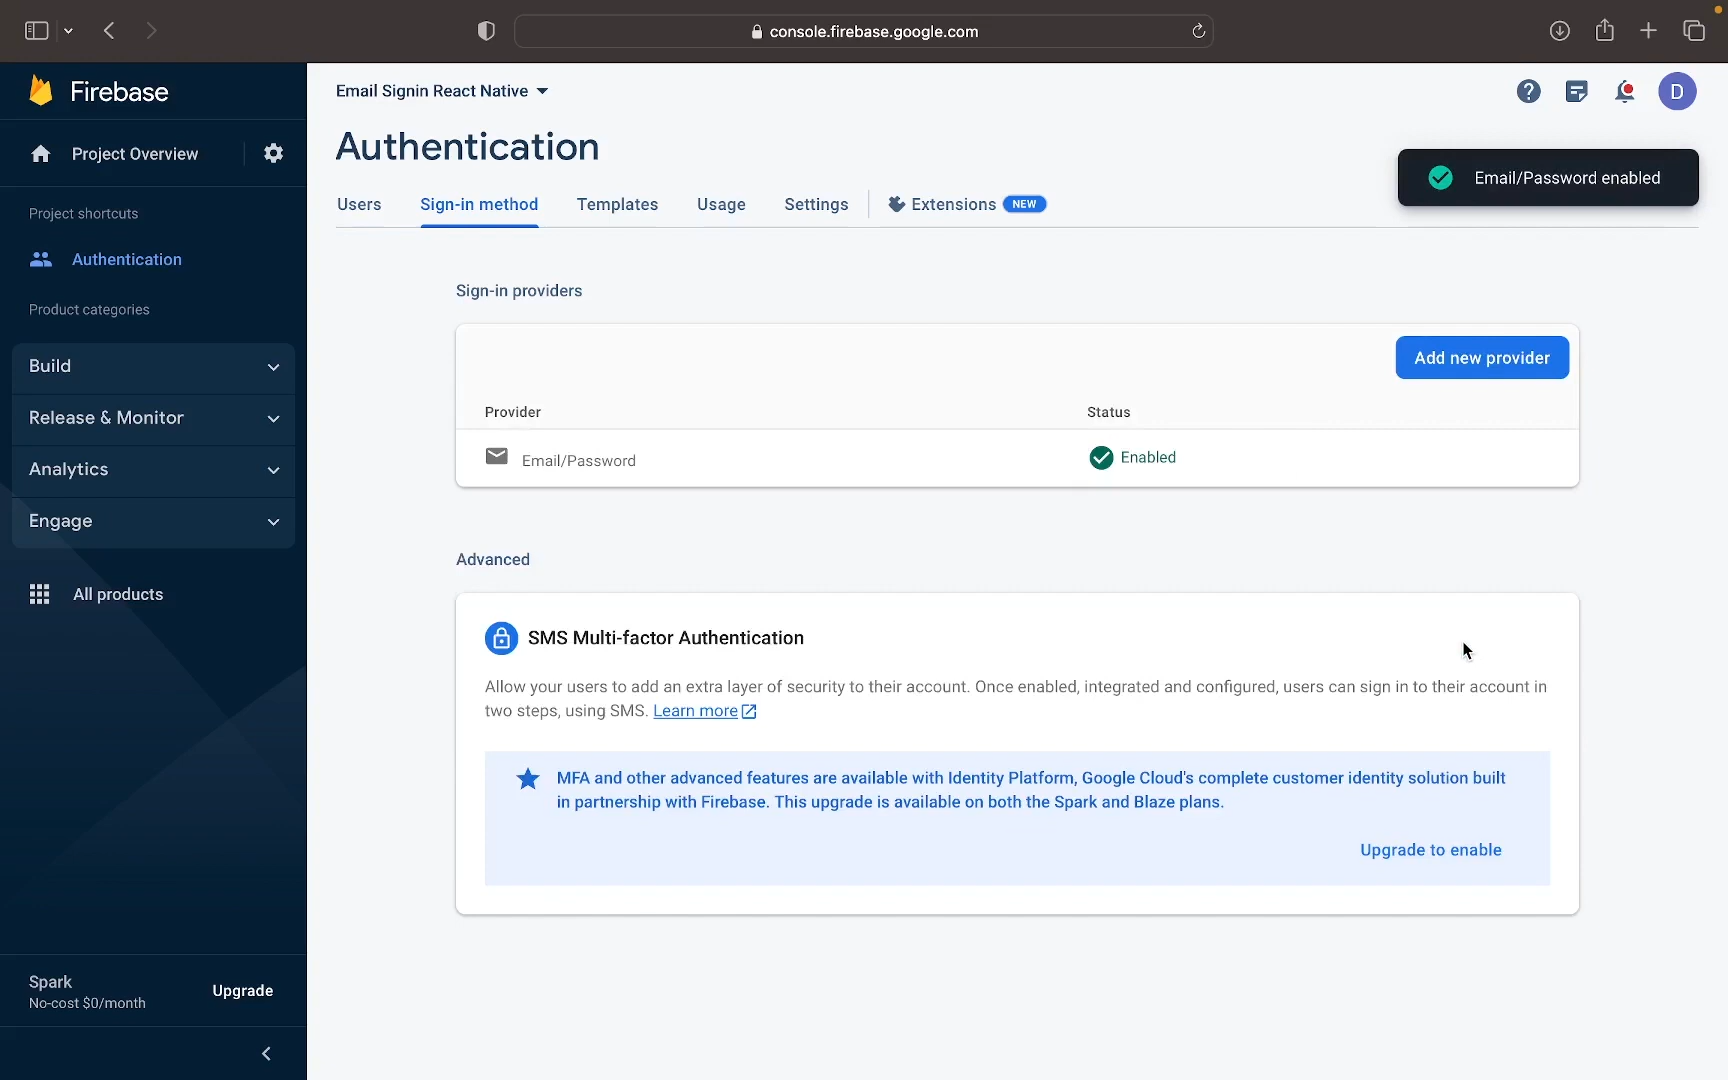 console.firebase.google.com
Firebase
Email Signin React Native
D
Project Overview
Authentication
Email/Password enabled
Users
Sign-in method
Templates
Usage
Settings
Extensions NEW
Project shortcuts
Authentication
Product categories
Build
Release & Monitor
Analytics
Engage
All products
Spark
No-cost $0/month
Upgrade
Sign-in providers
Add new provider
Provider
Status
Email/Password
Enabled
Advanced
SMS Multi-factor Authentication
Allow your users to add an extra layer of security to their account. Once enabled, integrated and configured, users can sign in to their account in
two steps, using SMS. Learn more
MFA and other advanced features are available with Identity Platform, Google Cloud's complete customer identity solution built
in partnership with Firebase. This upgrade is available on both the Spark and Blaze plans.
Upgrade to enable